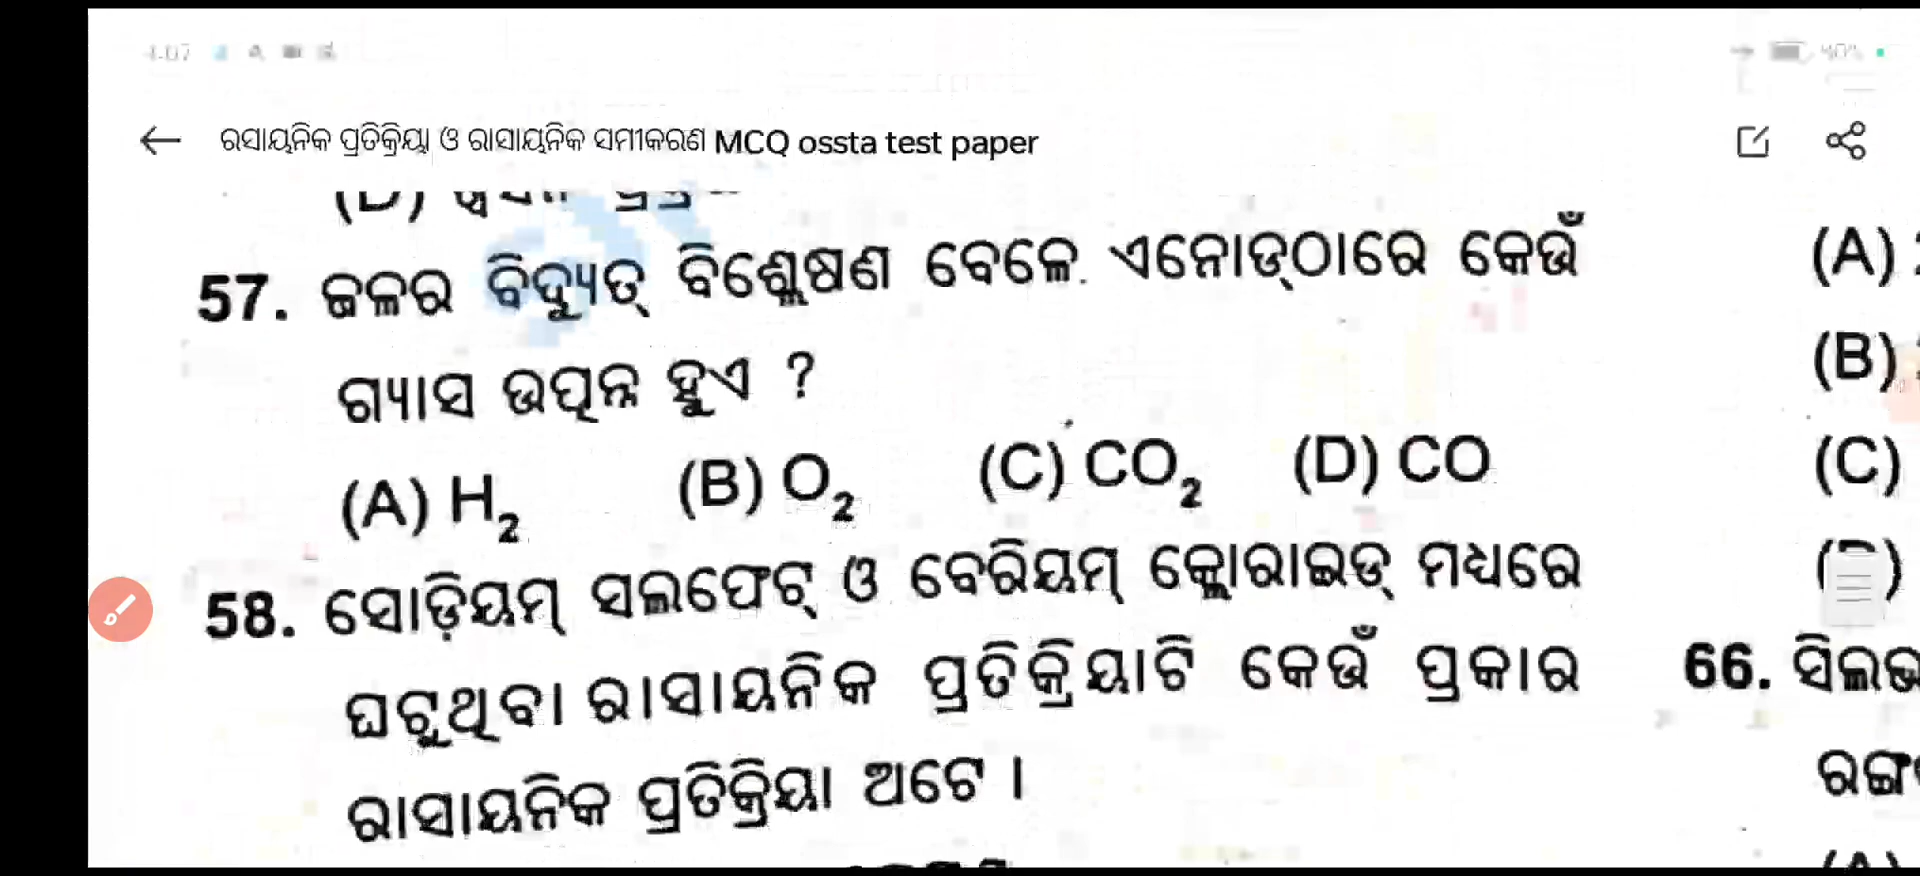 ରସାୟନିକ ପ୍ରତିକ୍ରିୟା ଓ ରାସାୟନିକ ସମୀକରଣ MCQ ossta test paper
57. ଜଳର ବିଦ୍ୟୁତ୍ ବିଶ୍ଳେଷଣ ବେଳେ ଏନୋଡ୍‌ଠାରେ କେଉଁ
ଗ୍ୟାସ ଉତ୍ପନ୍ନ ହୁଏ ?
(A) H₂ (B) O₂ (C) CO₂ (D) CO
58. ସୋଡ଼ିୟମ୍ ସଲଫେଟ୍ ଓ ବେରିୟମ୍ କ୍ଲୋରାଇଡ୍ ମଧ୍ୟରେ
ଘଟୁଥିବା ରାସାୟନିକ ପ୍ରତିକ୍ରିୟାଟି କେଉଁ ପ୍ରକାର
ରାସାୟନିକ ପ୍ରତିକ୍ରିୟା ଅଟେ ।
(A)
(B)
(C)
66.